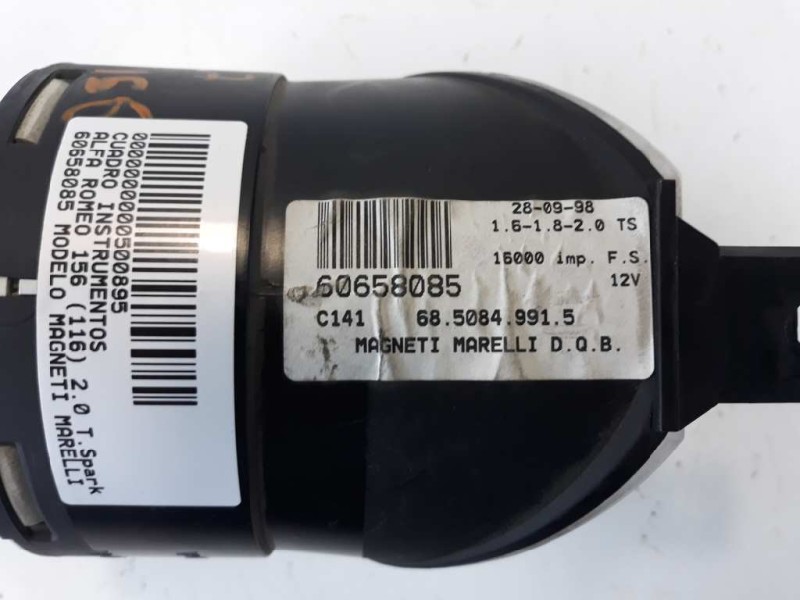 28-09-98
1.6-1.8-2.0 TS
16000 imp. F.S.
60658085
12V
C141 68.5084.991.5
MAGNETI MARELLI D.Q.B.
00000000000500895
CUADRO INSTRUMENTOS
ALFA ROMEO 156 (116) 2.0 T.Spark
60658085 MODELO MAGNETI MARELLI